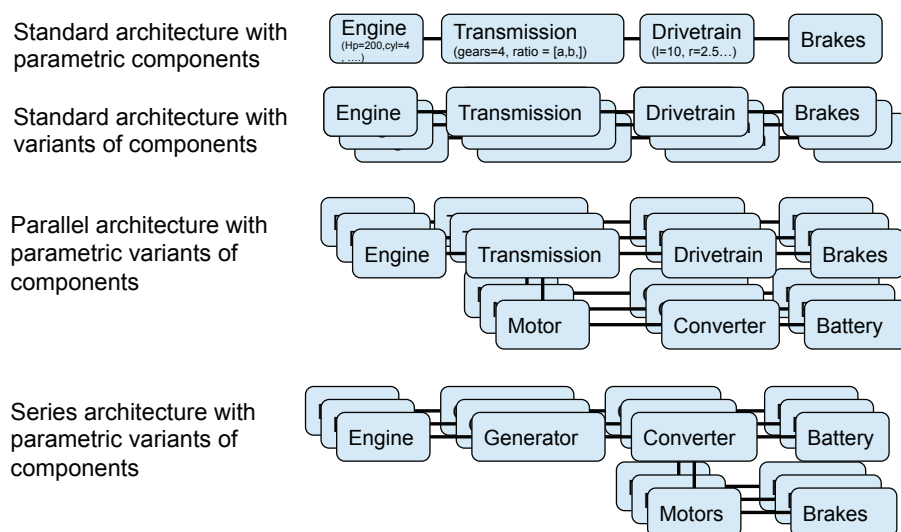 Standard architecture with
parametric components
Engine
(Hp=200,cyl=4
, ....)
Transmission
(gears=4, ratio = [a,b,])
Drivetrain
(l=10, r=2.5…)
Brakes
Standard architecture with
variants of components
Engine
Transmission
Drivetrain
Brakes
Parallel architecture with
parametric variants of
components
Engine
Transmission
Drivetrain
Brakes
Motor
Converter
Battery
Series architecture with
parametric variants of
components
Engine
Generator
Converter
Battery
Motors
Brakes